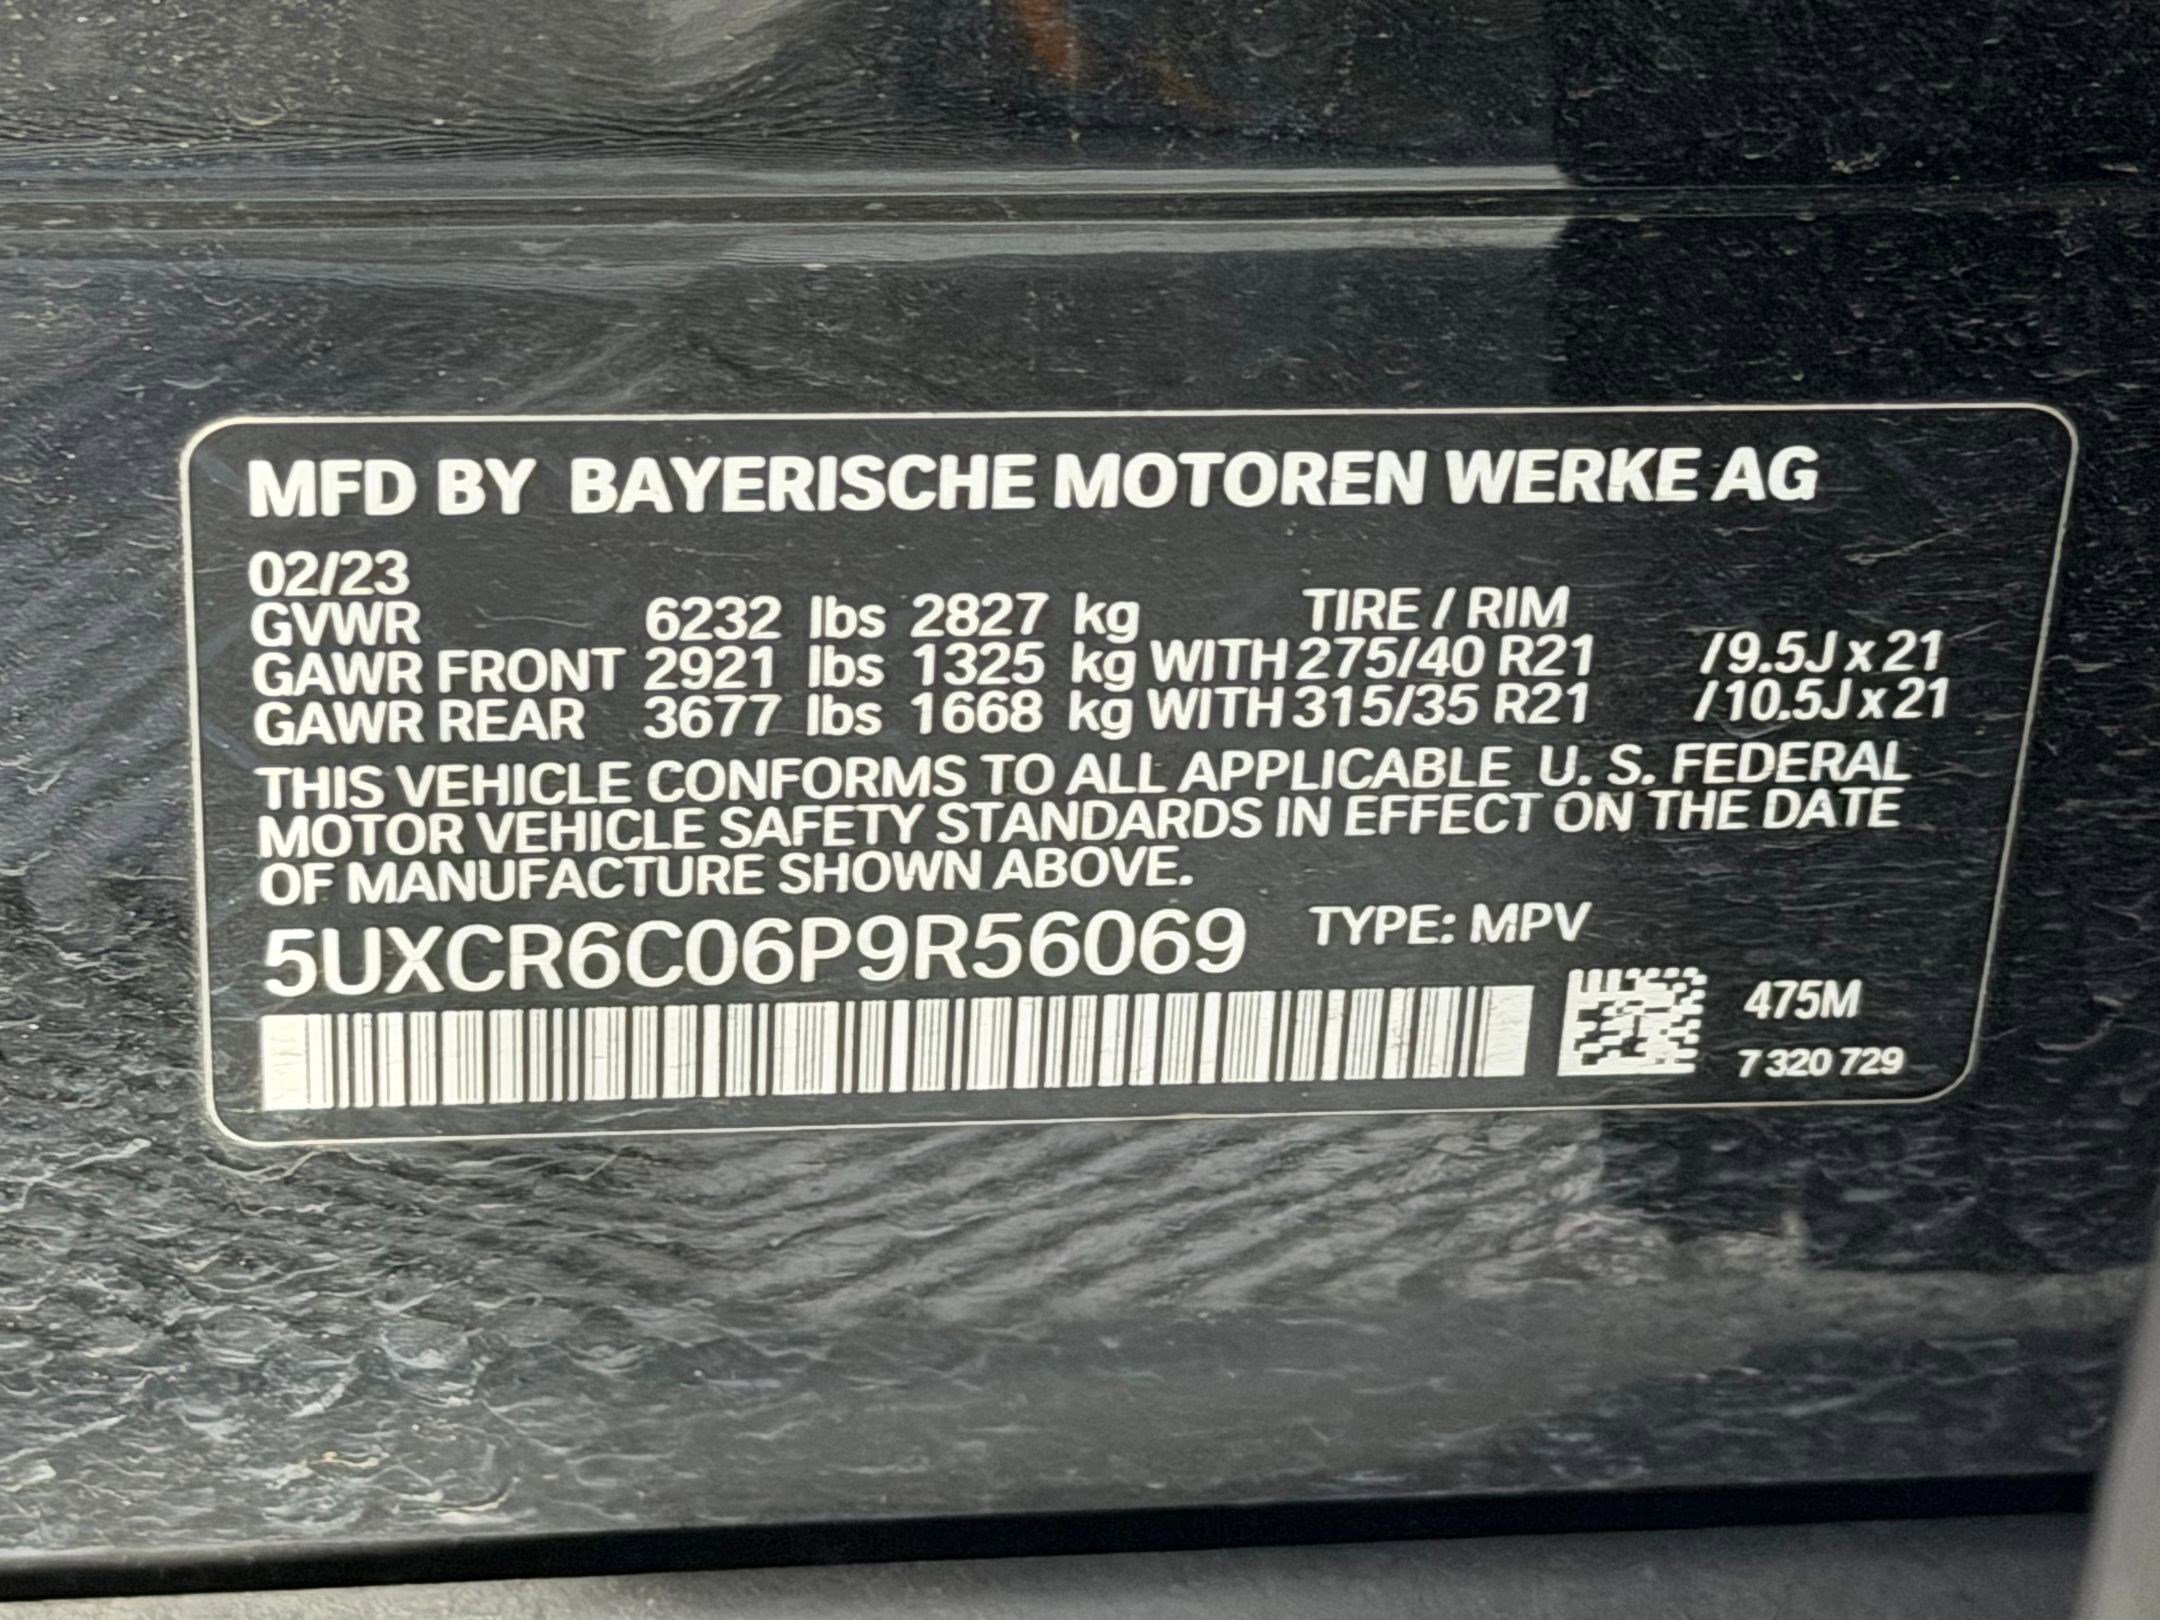 MFD BY BAYERISCHE MOTOREN WERKE AG
02/23
GVWR 6232 lbs 2827 kg TIRE / RIM
GAWR FRONT 2921 lbs 1325 kg WITH 275/40 R21 /9.5J x 21
GAWR REAR 3677 lbs 1668 kg WITH 315/35 R21 /10.5J x 21
THIS VEHICLE CONFORMS TO ALL APPLICABLE U. S. FEDERAL
MOTOR VEHICLE SAFETY STANDARDS IN EFFECT ON THE DATE
OF MANUFACTURE SHOWN ABOVE.
5UXCR6C06P9R56069 TYPE: MPV
475M
7 320 729